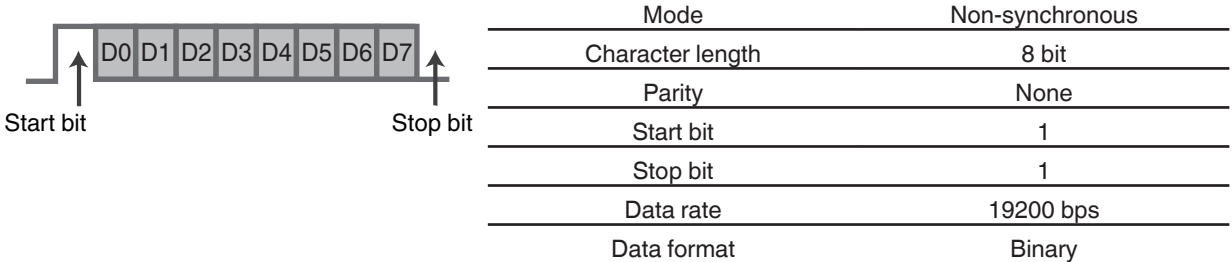 D0 D1 D2 D3 D4 D5 D6 D7
Start bit
Stop bit
Mode Non-synchronous
Character length 8 bit
Parity None
Start bit 1
Stop bit 1
Data rate 19200 bps
Data format Binary